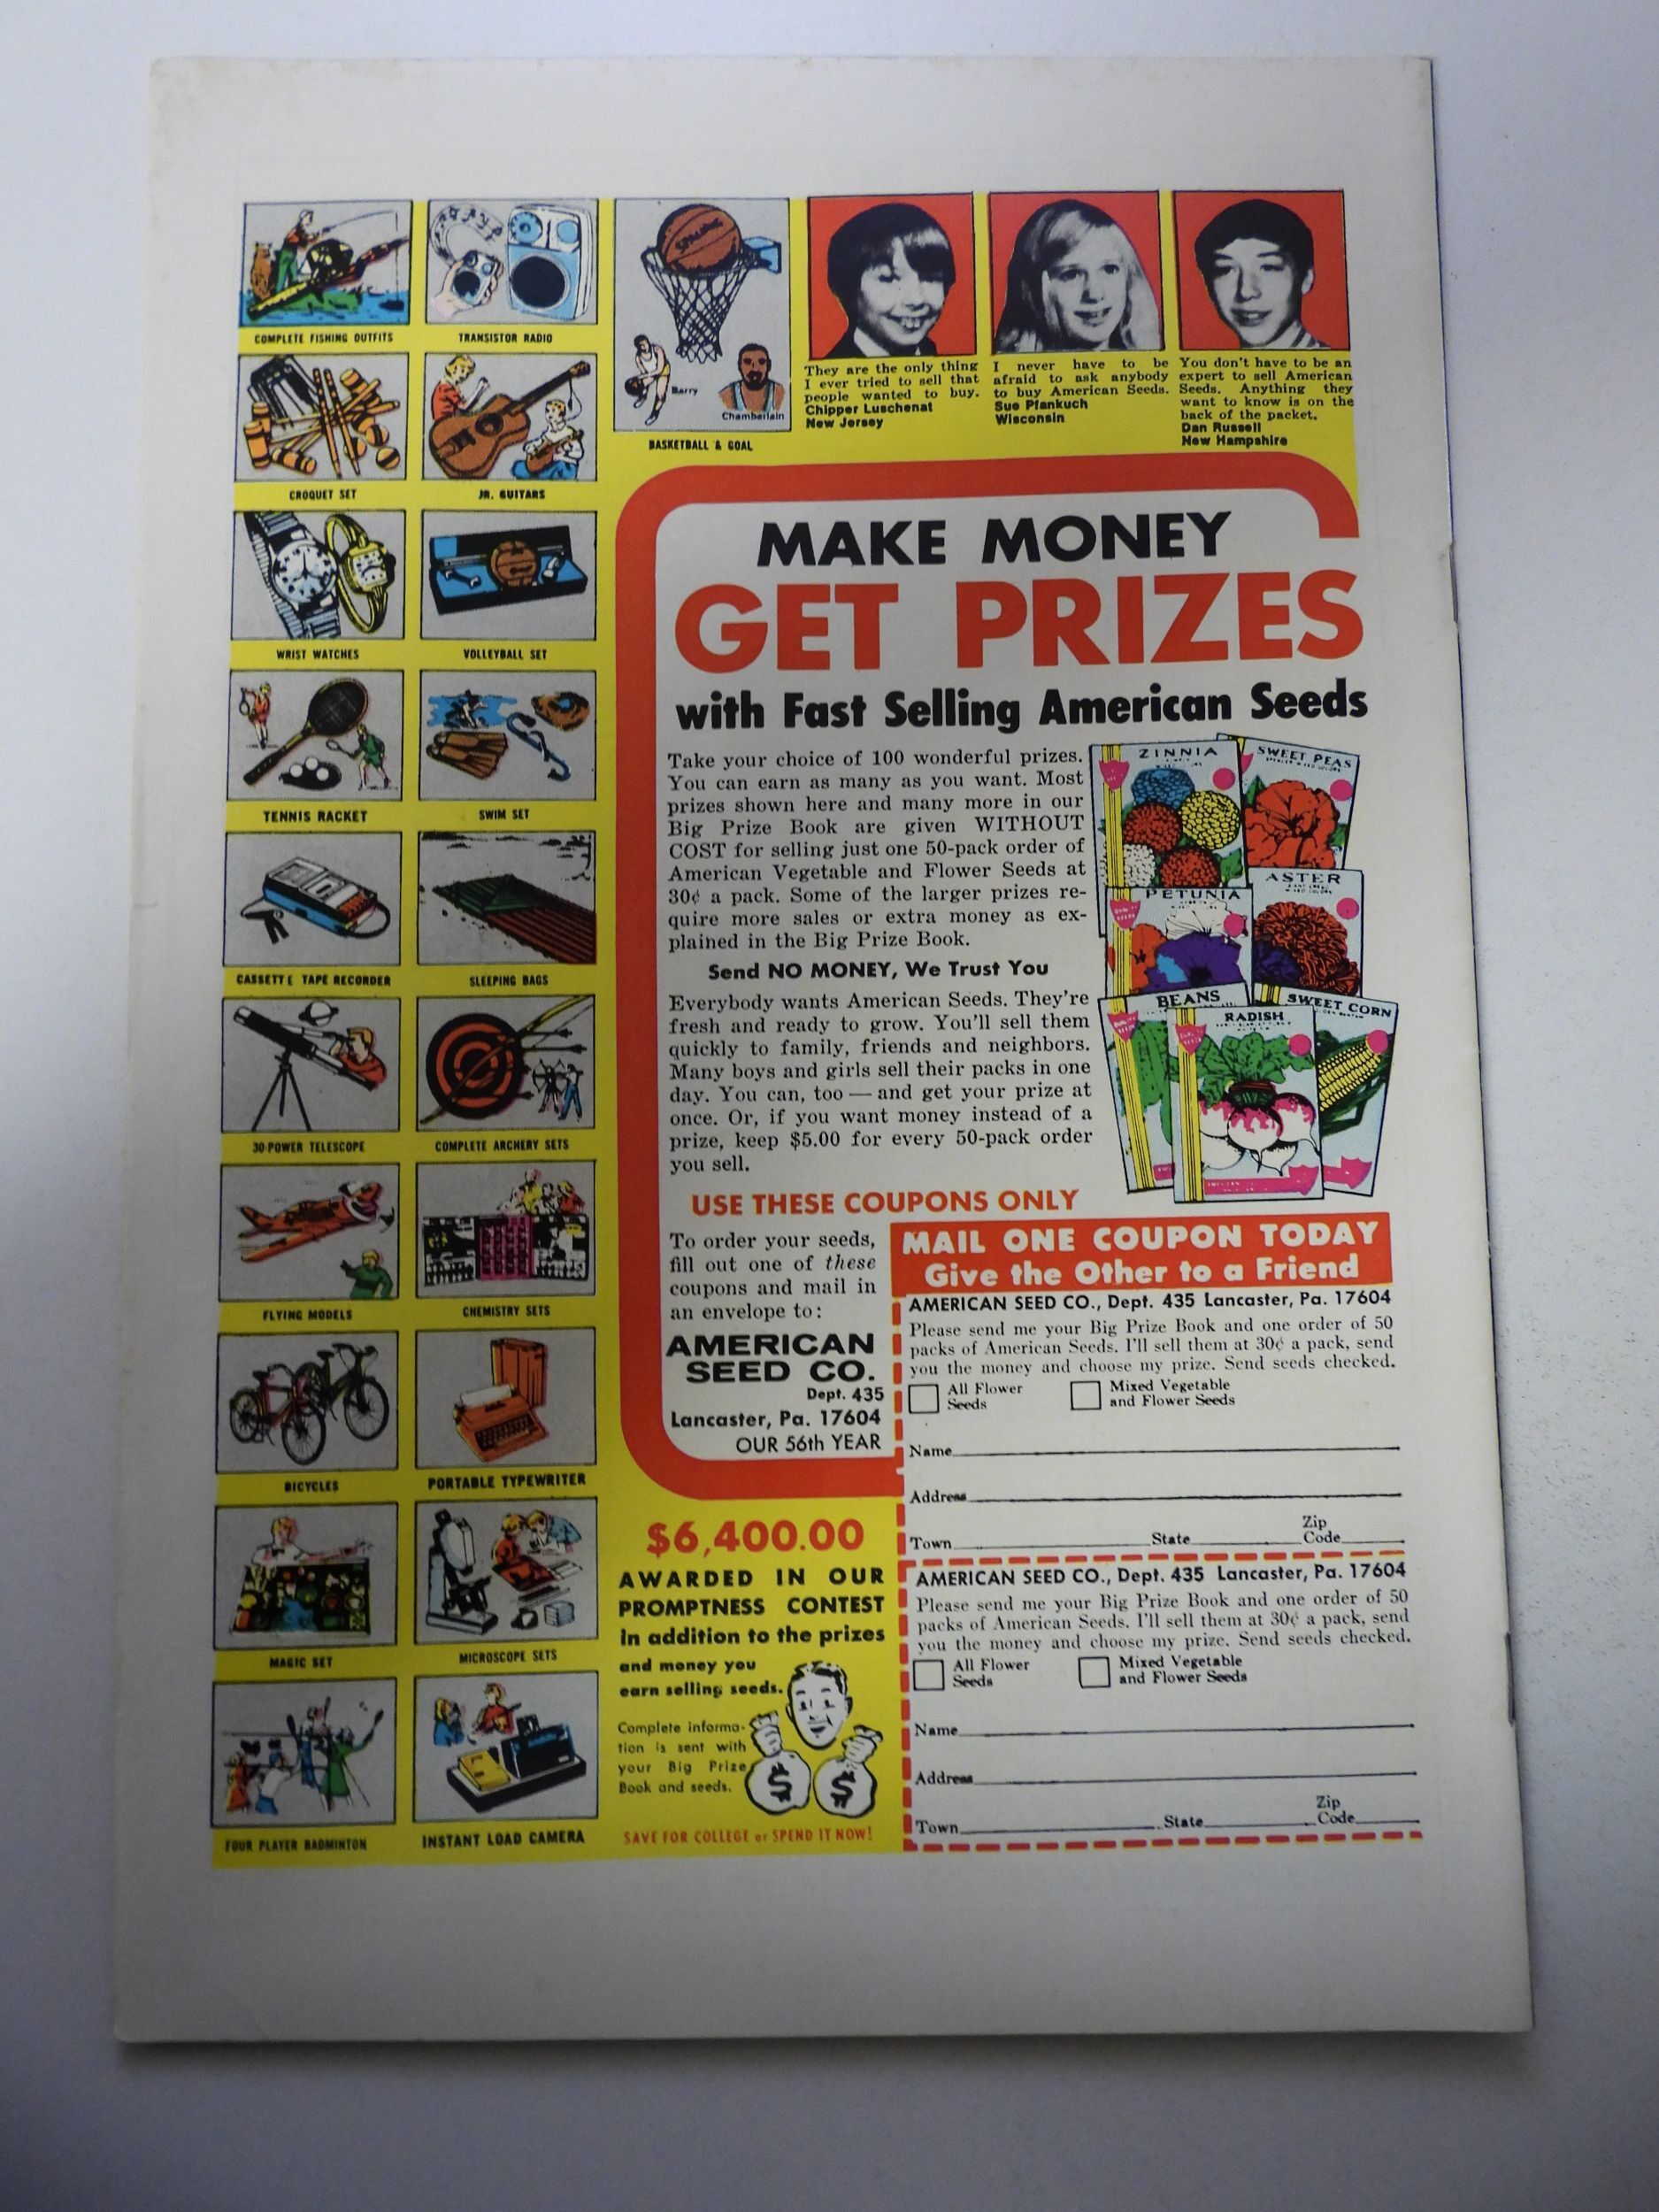 COMPLETE FISHING OUTFITS
TRANSISTOR RADIO
CROQUET SET
JR. GUITARS
WRIST WATCHES
VOLLEYBALL SET
TENNIS RACKET
SWIM SET
CASSETTE TAPE RECORDER
SLEEPING BAGS
30-POWER TELESCOPE
COMPLETE ARCHERY SETS
FLYING MODELS
CHEMISTRY SETS
BICYCLES
PORTABLE TYPEWRITER
MAGIC SET
MICROSCOPE SETS
FOUR PLAYER BADMINTON
INSTANT LOAD CAMERA
SPALDING
Barry
Chamberlain
BASKETBALL & GOAL
They are the only thing
I ever tried to sell that
people wanted to buy.
Chipper Luschenat
New Jersey
I never have to be
afraid to ask anybody
to buy American Seeds.
Sue Pfankuch
Wisconsin
You don't have to be an
expert to sell American
Seeds. Anything they
want to know is on the
back of the packet.
Dan Russell
New Hampshire
MAKE MONEY
GET PRIZES
with Fast Selling American Seeds
Take your choice of 100 wonderful prizes.
You can earn as many as you want. Most
prizes shown here and many more in our
Big Prize Book are given WITHOUT
COST for selling just one 50-pack order of
American Vegetable and Flower Seeds at
30¢ a pack. Some of the larger prizes re-
quire more sales or extra money as ex-
plained in the Big Prize Book.
Send NO MONEY, We Trust You
Everybody wants American Seeds. They're
fresh and ready to grow. You'll sell them
quickly to family, friends and neighbors.
Many boys and girls sell their packs in one
day. You can, too — and get your prize at
once. Or, if you want money instead of a
prize, keep $5.00 for every 50-pack order
you sell.
ZINNIA
SWEET PEAS
PETUNIA
ASTER
BEANS
RADISH
SWEET CORN
USE THESE COUPONS ONLY
To order your seeds,
fill out one of these
coupons and mail in
an envelope to:
AMERICAN
SEED CO.
Dept. 435
Lancaster, Pa. 17604
OUR 56th YEAR
$6,400.00
AWARDED IN OUR
PROMPTNESS CONTEST
in addition to the prizes
and money you
earn selling seeds.
Complete informa-
tion is sent with
your Big Prize
Book and seeds.
$ $
SAVE FOR COLLEGE or SPEND IT NOW!
MAIL ONE COUPON TODAY
Give the Other to a Friend
AMERICAN SEED CO., Dept. 435 Lancaster, Pa. 17604
Please send me your Big Prize Book and one order of 50
packs of American Seeds. I'll sell them at 30¢ a pack, send
you the money and choose my prize. Send seeds checked.
All Flower
Seeds
Mixed Vegetable
and Flower Seeds
Name
Address
Town State Zip Code
AMERICAN SEED CO., Dept. 435 Lancaster, Pa. 17604
Please send me your Big Prize Book and one order of 50
packs of American Seeds. I'll sell them at 30¢ a pack, send
you the money and choose my prize. Send seeds checked.
All Flower
Seeds
Mixed Vegetable
and Flower Seeds
Name
Address
Town State Zip Code